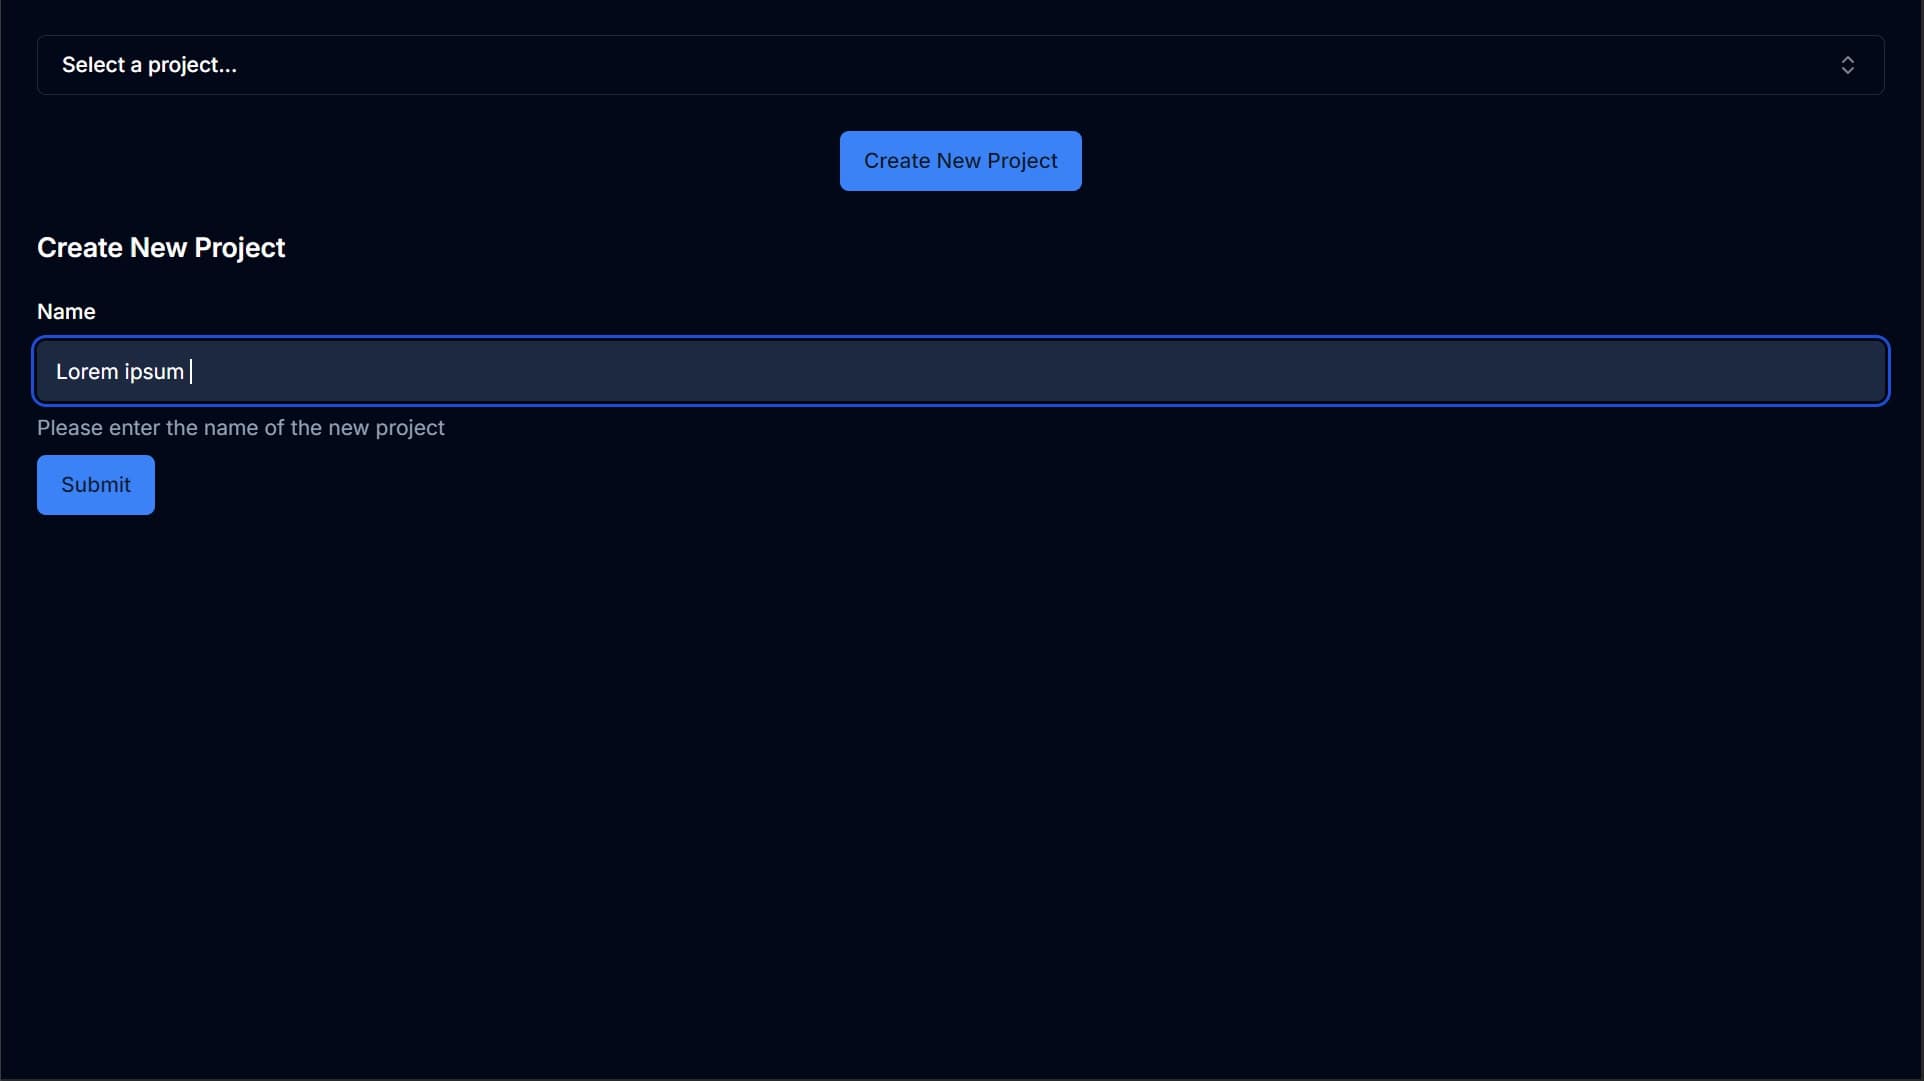 Select a project...
Create New Project
Create New Project
Name
Lorem ipsum
Please enter the name of the new project
Submit